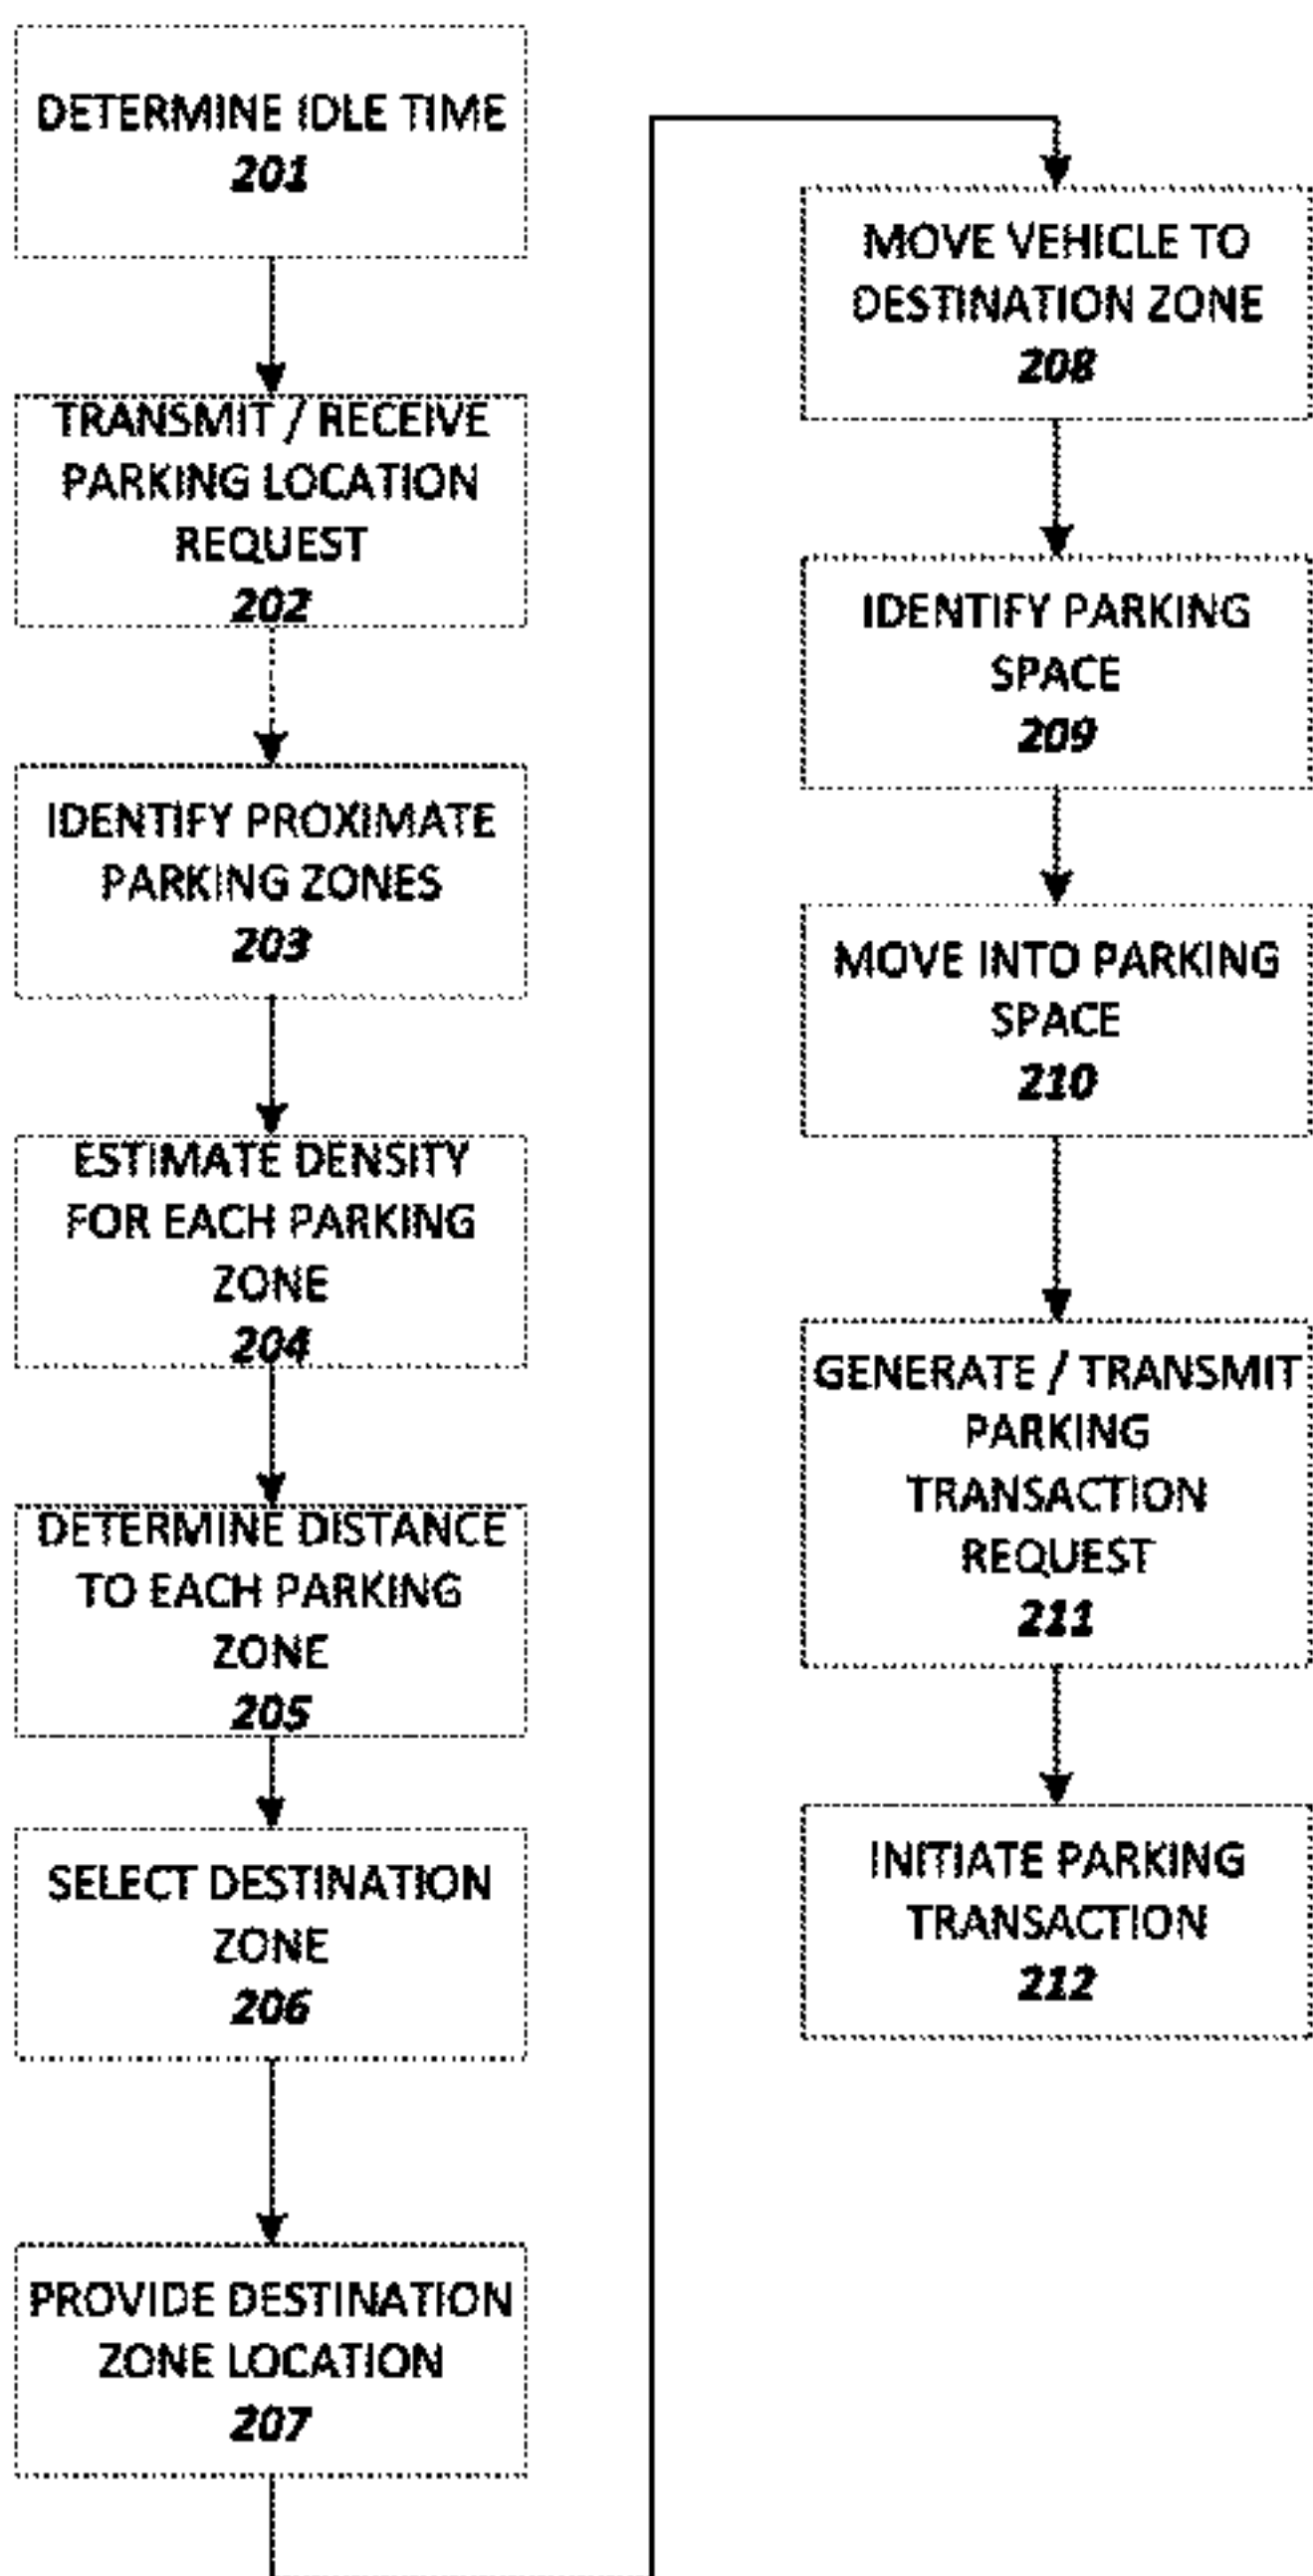 DETERMINE IDLE TIME
201
TRANSMIT / RECEIVE
PARKING LOCATION
REQUEST
202
IDENTIFY PROXIMATE
PARKING ZONES
203
ESTIMATE DENSITY
FOR EACH PARKING
ZONE
204
DETERMINE DISTANCE
TO EACH PARKING
ZONE
205
SELECT DESTINATION
ZONE
206
PROVIDE DESTINATION
ZONE LOCATION
207
MOVE VEHICLE TO
DESTINATION ZONE
208
IDENTIFY PARKING
SPACE
209
MOVE INTO PARKING
SPACE
210
GENERATE / TRANSMIT
PARKING
TRANSACTION
REQUEST
211
INITIATE PARKING
TRANSACTION
212